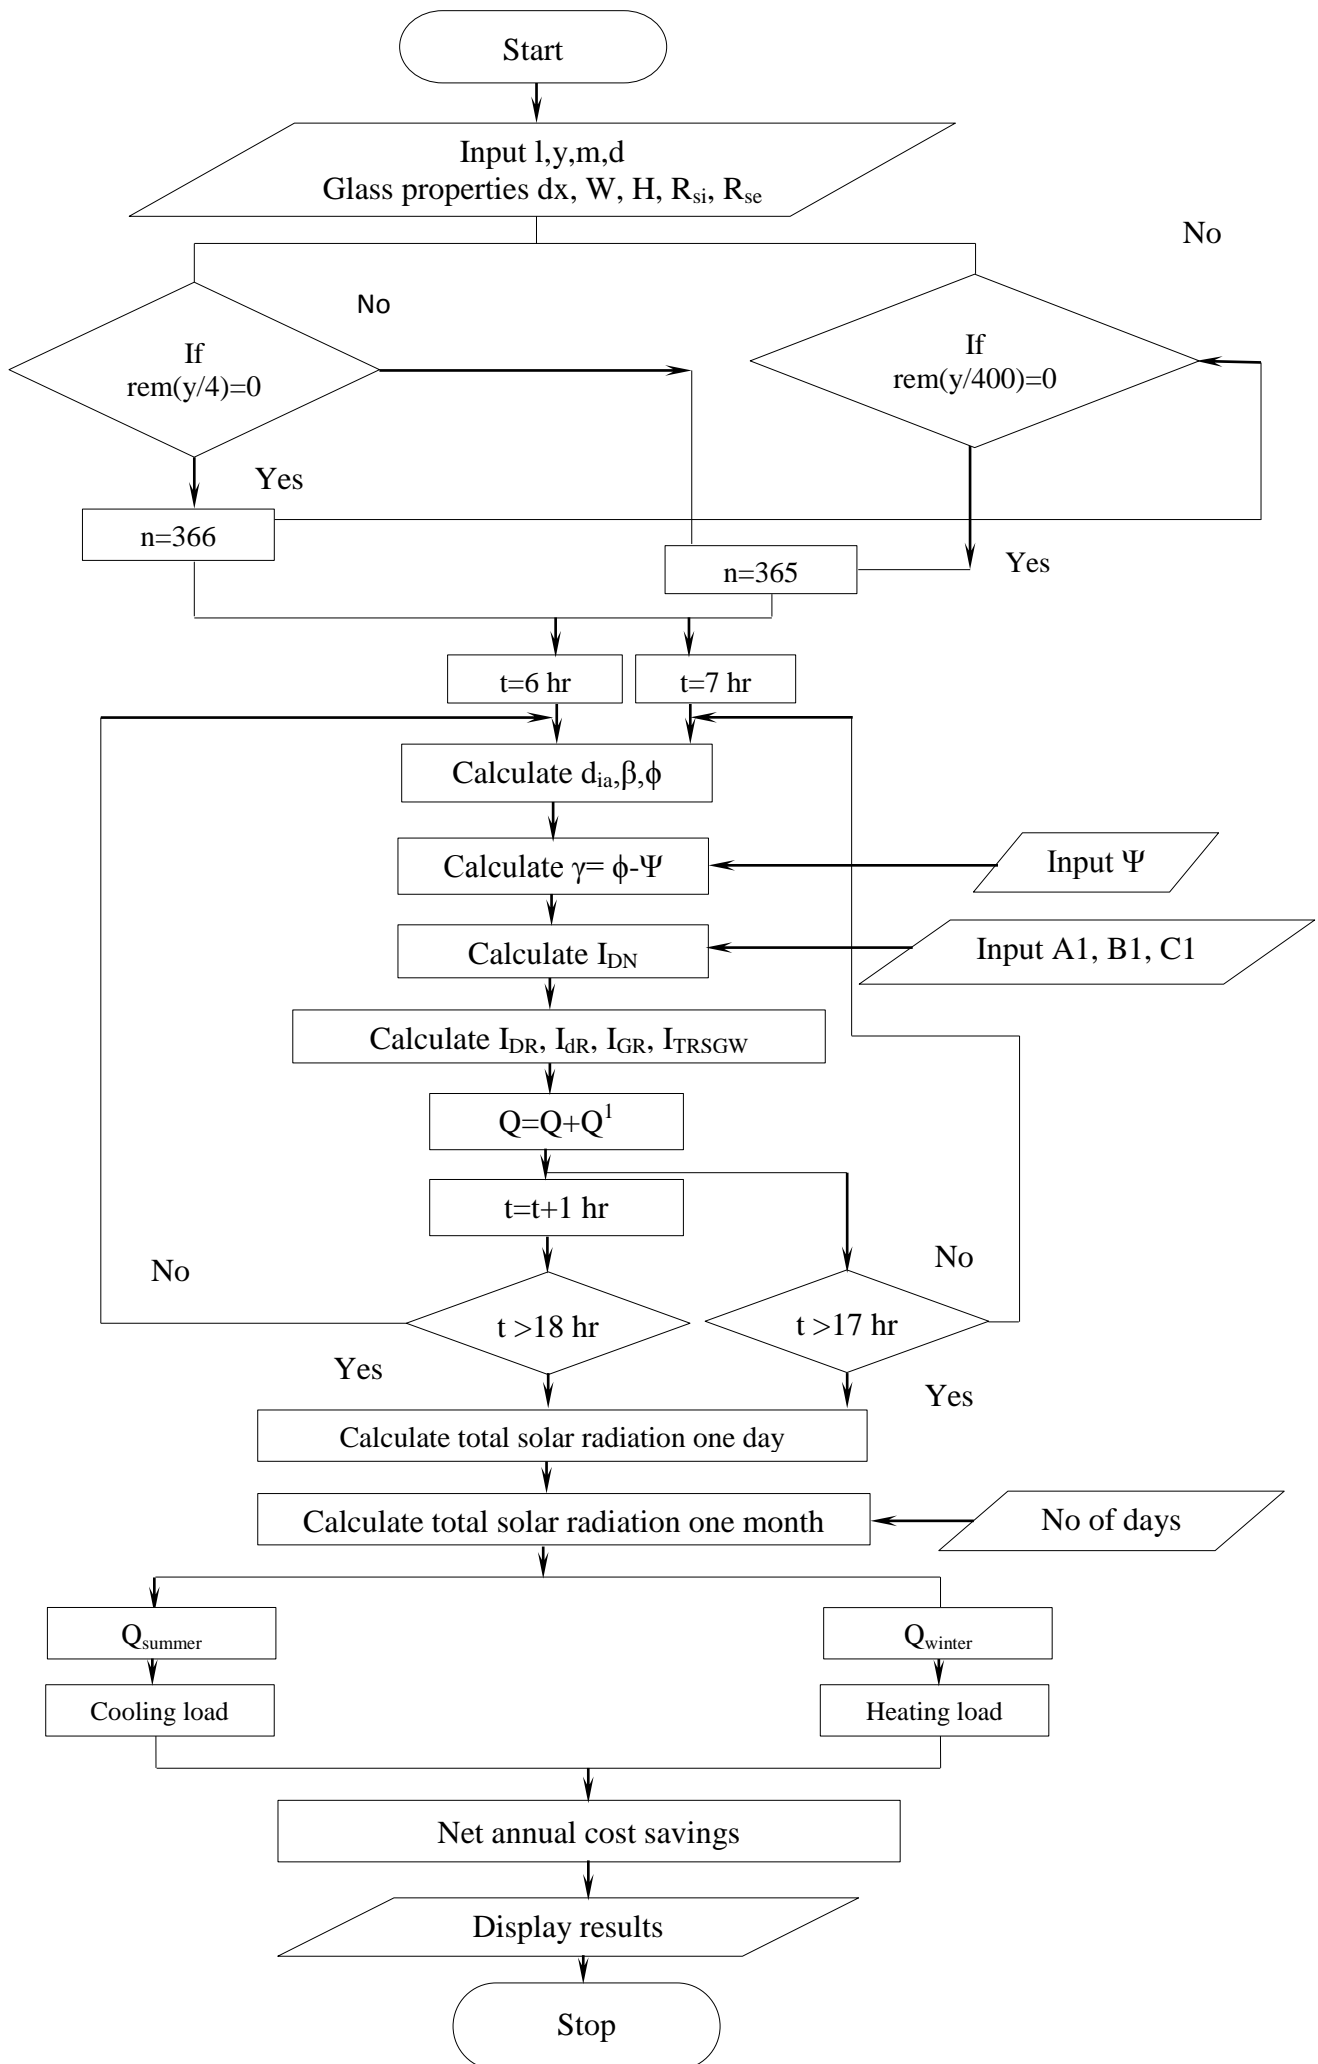 Start
Input l,y,m,d
Glass properties dx, W, H, Rsi, Rse
No
No
If
rem(y/4)=0
If
rem(y/400)=0
Yes
n=366
Yes
n=365
t=6 hr
t=7 hr
Calculate dia,β,ϕ
Calculate γ= ϕ-Ψ
Input Ψ
Calculate IDN
Input A1, B1, C1
Calculate IDR, IdR, IGR, ITRSGW
Q=Q+Q1
t=t+1 hr
No
No
t >18 hr
t >17 hr
Yes
Yes
Calculate total solar radiation one day
Calculate total solar radiation one month
No of days
Qsummer
Qwinter
Cooling load
Heating load
Net annual cost savings
Display results
Stop